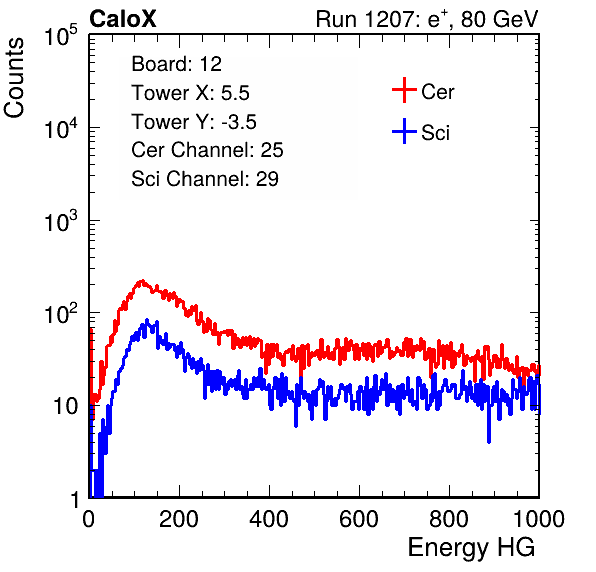 CaloX Run 1207: e⁺, 80 GeV
Counts
10⁵
10⁴
10³
10²
10
1
Board: 12
Tower X: 5.5
Tower Y: -3.5
Cer Channel: 25
Sci Channel: 29
Cer
Sci
0 200 400 600 800 1000
Energy HG